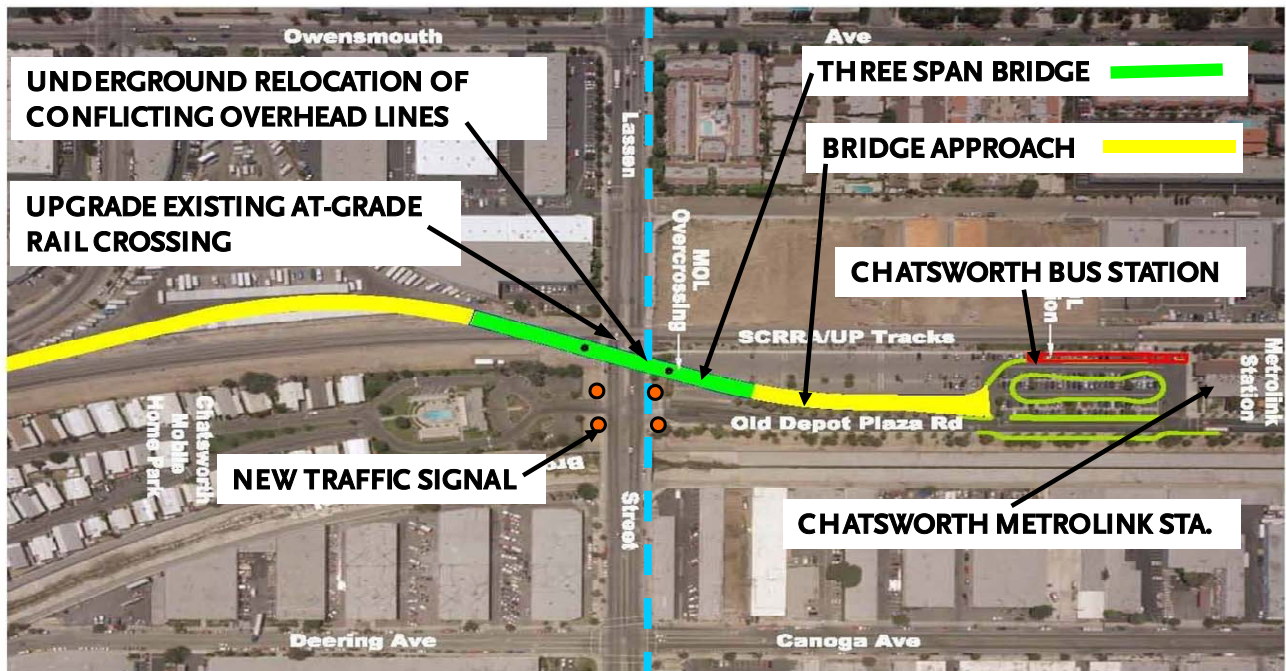 Owensmouth
Ave
UNDERGROUND RELOCATION OF
CONFLICTING OVERHEAD LINES
THREE SPAN BRIDGE
BRIDGE APPROACH
Lassen
UPGRADE EXISTING AT-GRADE
RAIL CROSSING
MOL
Overcrossing
CHATSWORTH BUS STATION
SCRRA/UP Tracks
Metrolink
Station
Old Depot Plaza Rd
Chatsworth
Mobile
Home Park
NEW TRAFFIC SIGNAL
Street
CHATSWORTH METROLINK STA.
Deering Ave
Canoga Ave